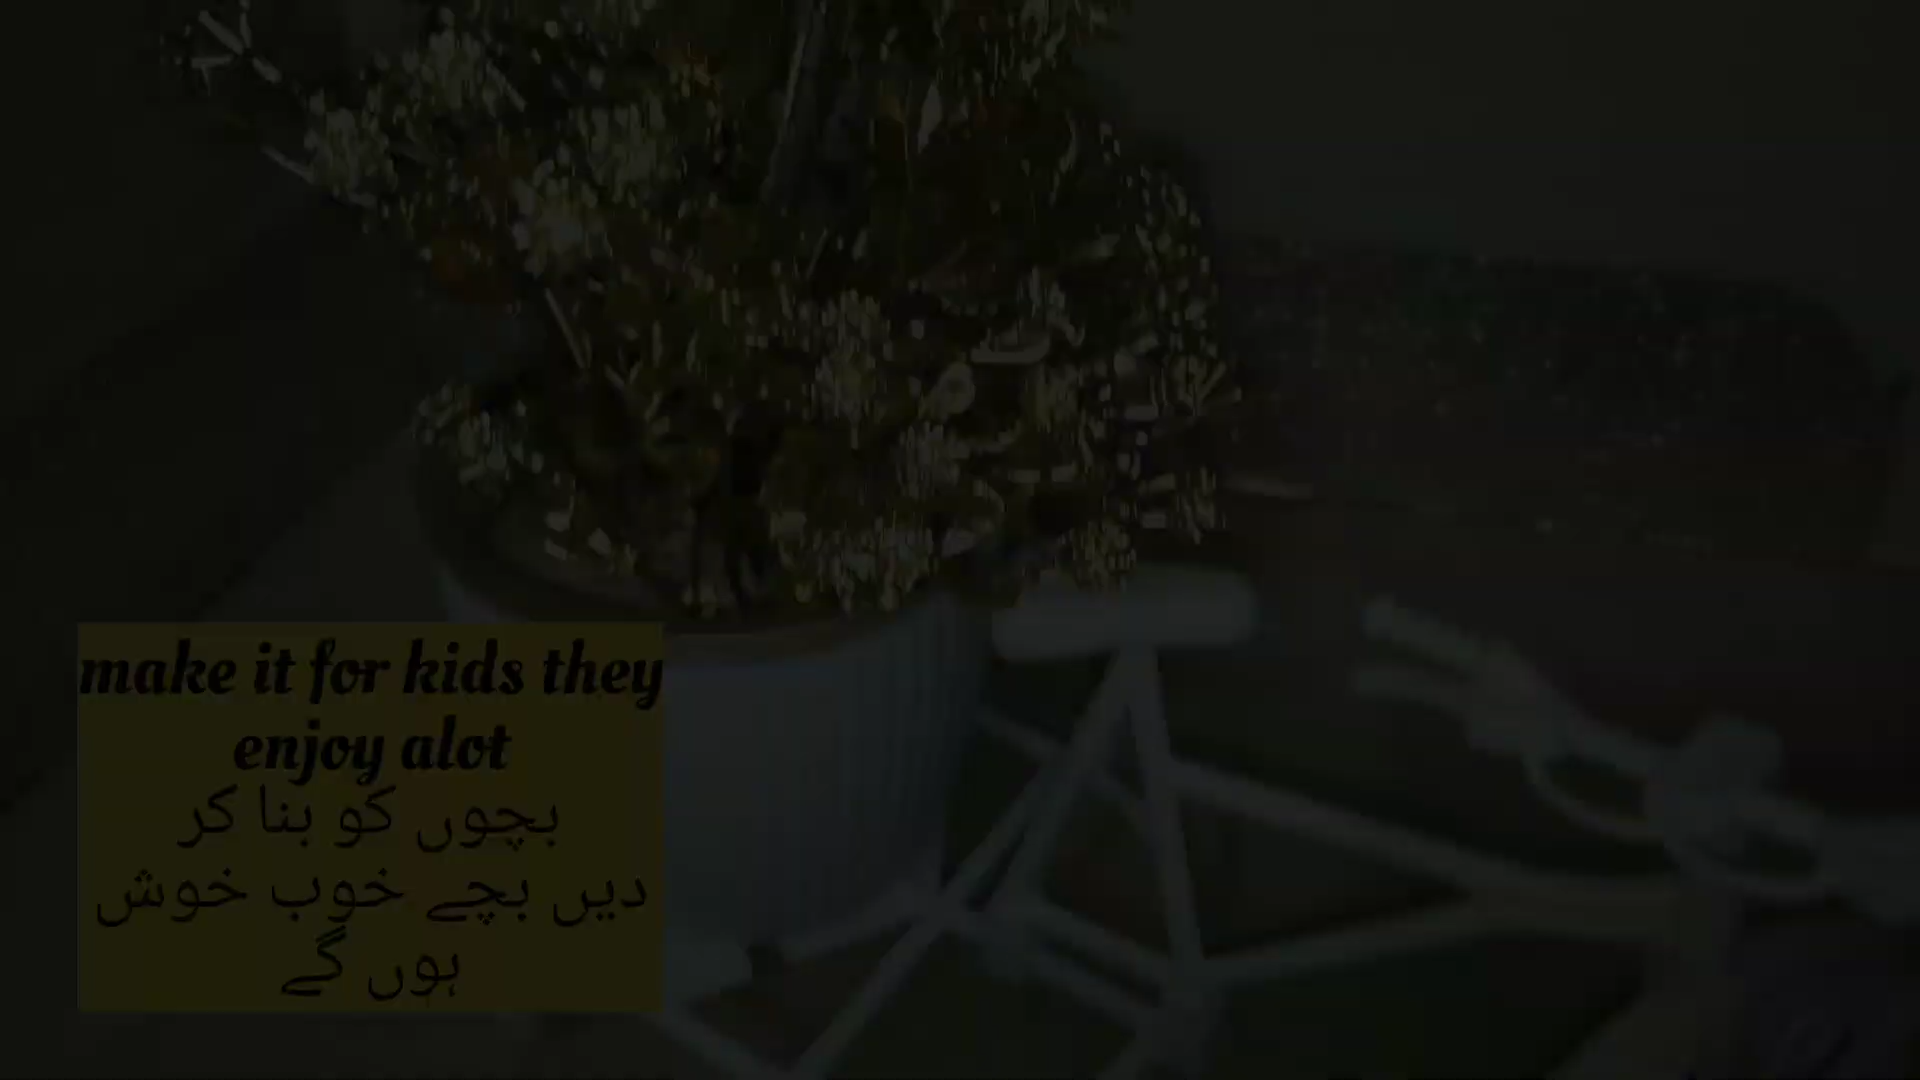 make it for kids they
enjoy alot
بچوں کو بنا کر
دیں بچے خوب خوش
ہوں گے